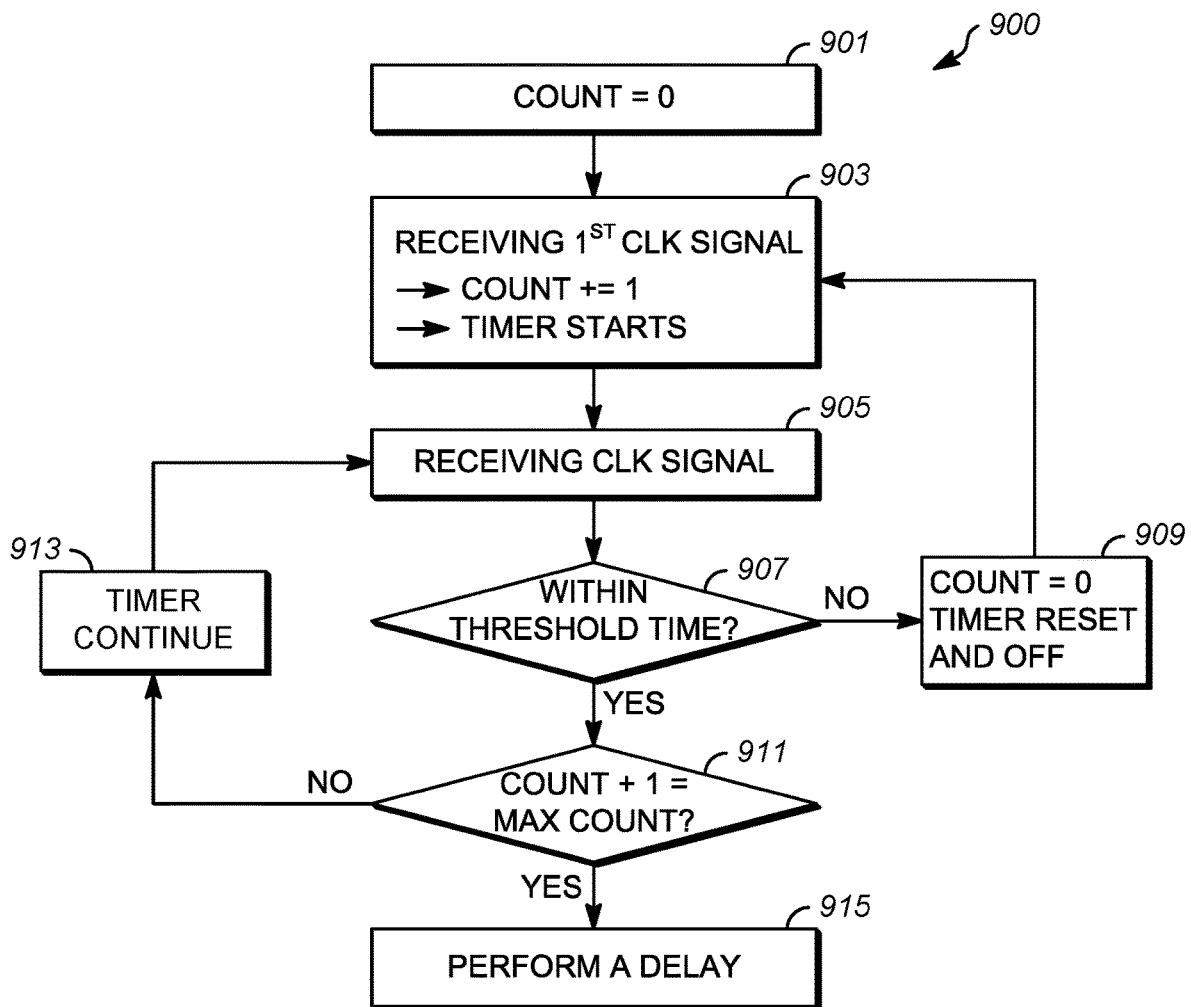 900
901
COUNT = 0
903
RECEIVING 1ST CLK SIGNAL
→ COUNT += 1
→ TIMER STARTS
905
RECEIVING CLK SIGNAL
913
TIMER
CONTINUE
907
WITHIN
THRESHOLD TIME?
NO
909
COUNT = 0
TIMER RESET
AND OFF
YES
911
COUNT + 1 =
MAX COUNT?
NO
YES
915
PERFORM A DELAY